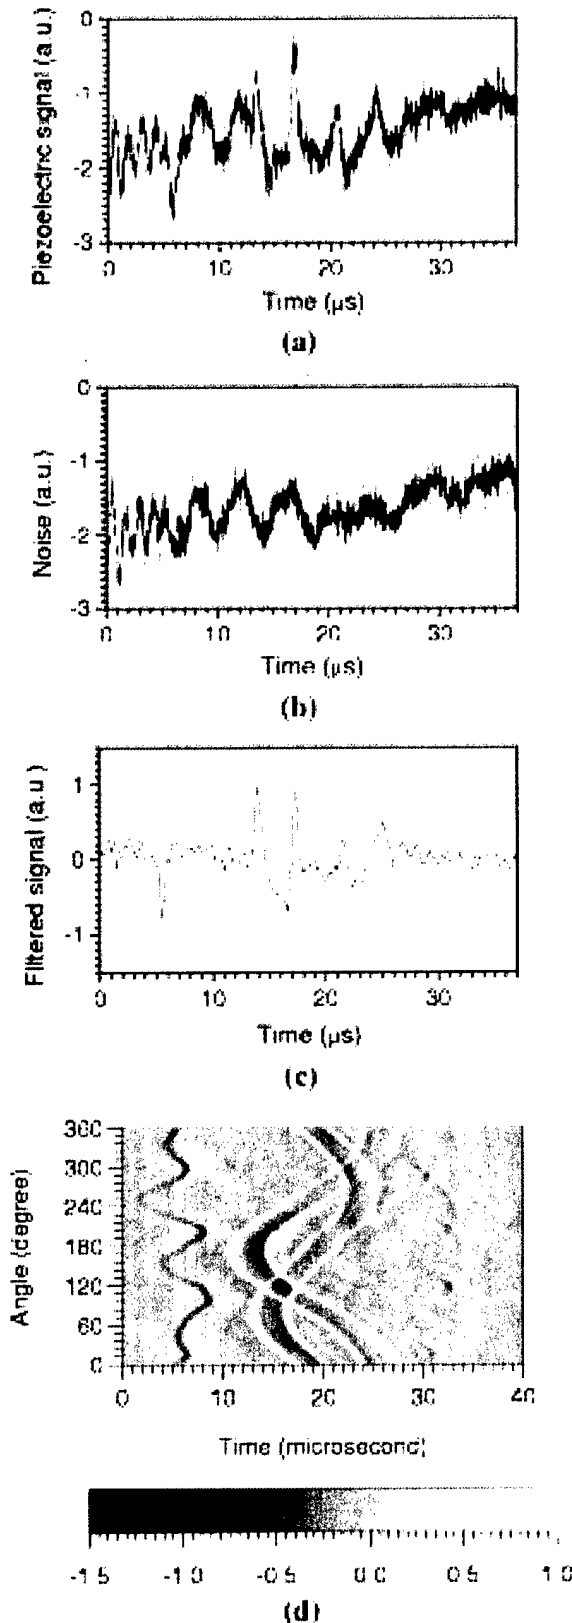 Piezoelectric signal (a.u.)
0
-1
-2
-3
0 10 20 30
Time (μs)
(a)
Noise (a.u.)
0
-1
-2
-3
0 10 20 30
Time (μs)
(b)
Filtered signal (a.u.)
1
0
-1
0 10 20 30
Time (μs)
(c)
Angle (degree)
360
300
240
180
120
60
0
0 10 20 30 40
Time (microsecond)
-1.5 -1.0 -0.5 0.0 0.5 1.0
(d)